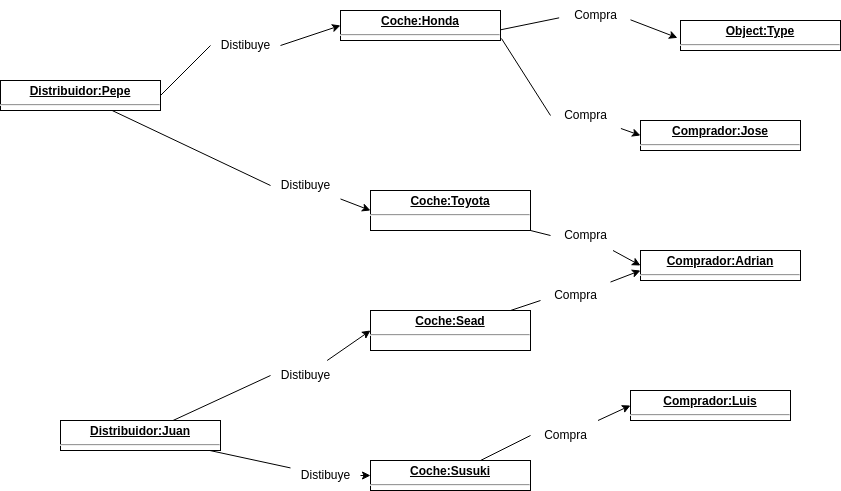 Coche:Honda
Compra
Object:Type
Distibuye
Distribuidor:Pepe
Compra
Comprador:Jose
Distibuye
Coche:Toyota
Compra
Comprador:Adrian
Compra
Coche:Sead
Distibuye
Comprador:Luis
Distribuidor:Juan
Compra
Distibuye
Coche:Susuki